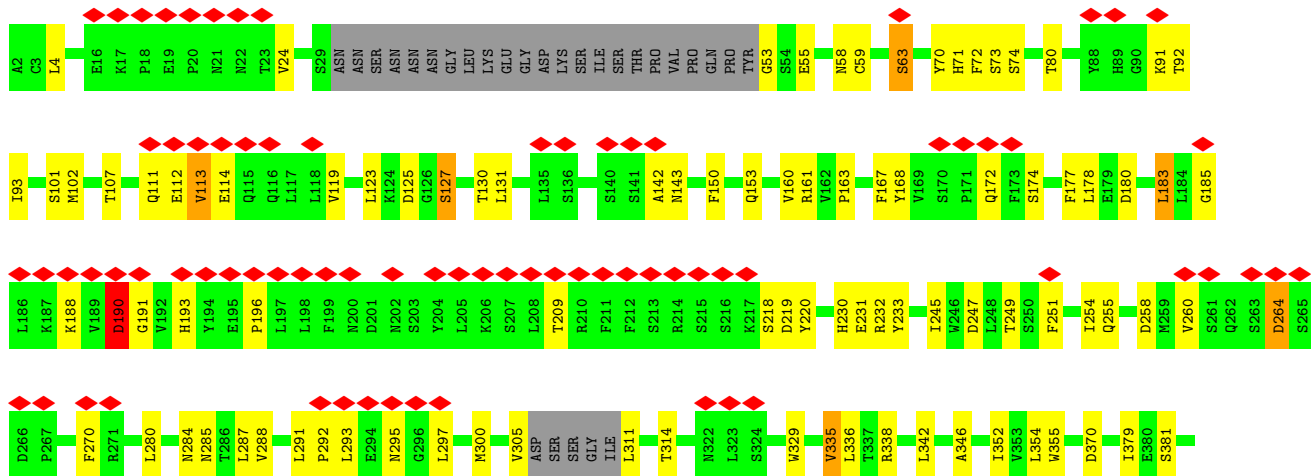 A2 C3 L4 E16 K17 P18 E19 P20 N21 N22 T23 V24 S29 ASN ASN SER ASN ASN ASN GLY LEU LYS GLU GLY ASP LYS SER ILE SER THR PRO VAL PRO GLN PRO TYR G53 S54 E55 N58 C59 S63 Y70 H71 F72 S73 S74 T80 Y88 H89 G90 K91 T92
I93 S101 M102 T107 Q111 E112 V113 E114 Q115 Q116 L117 L118 V119 L123 K124 D125 G126 S127 T130 L131 L135 S136 S140 S141 A142 N143 F150 Q153 V160 R161 V162 P163 F167 Y168 V169 S170 P171 Q172 F173 S174 F177 L178 E179 D180 L183 L184 G185
L186 K187 K188 V189 D190 G191 V192 H193 Y194 E195 P196 L197 L198 F199 N200 D201 N202 S203 Y204 L205 K206 S207 L208 T209 R210 F211 F212 S213 R214 S215 S216 K217 S218 D219 Y220 H230 E231 R232 Y233 I245 W246 D247 L248 T249 S250 F251 I254 Q255 D258 M259 V260 S261 Q262 S263 D264 S265
D266 P267 F270 R271 L280 N284 N285 T286 L287 V288 L291 P292 L293 E294 N295 G296 L297 M300 V305 ASP SER SER GLY ILE L311 T314 N322 L323 S324 W329 V335 L336 T337 R338 L342 A346 I352 V353 L354 W355 D370 I379 E380 S381